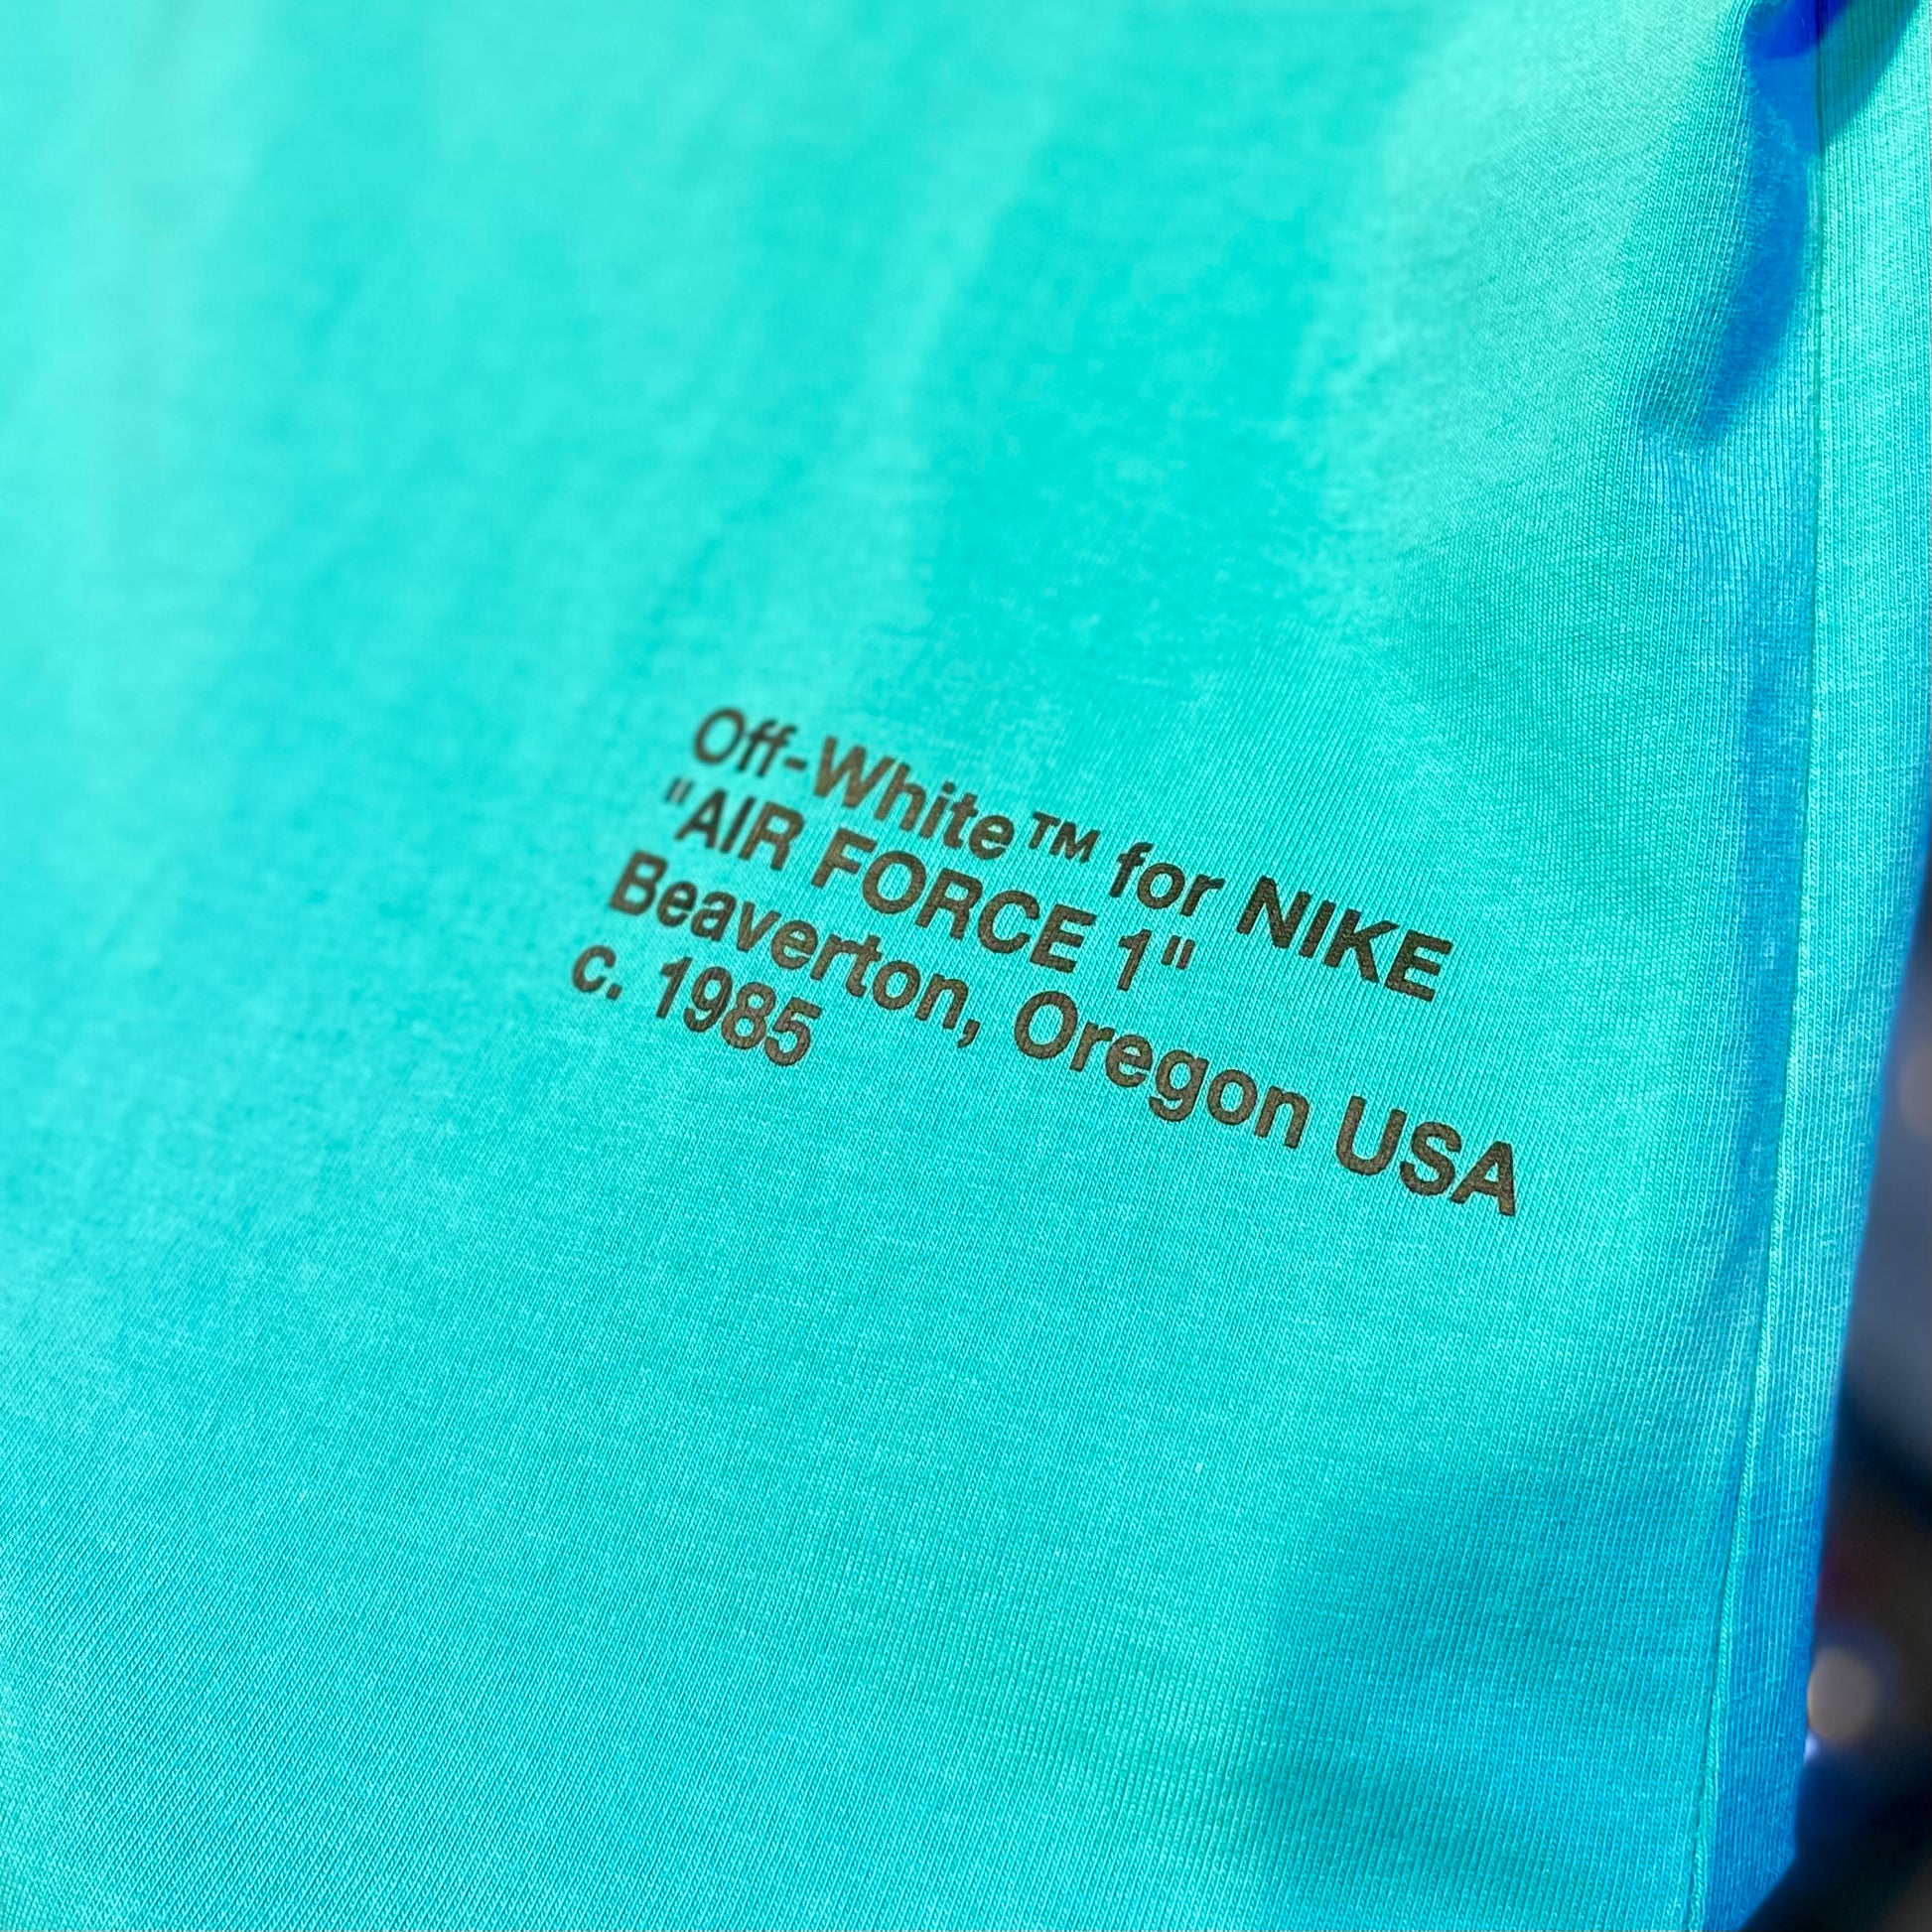 Off-White™ for NIKE
"AIR FORCE 1"
Beaverton, Oregon USA
c. 1985